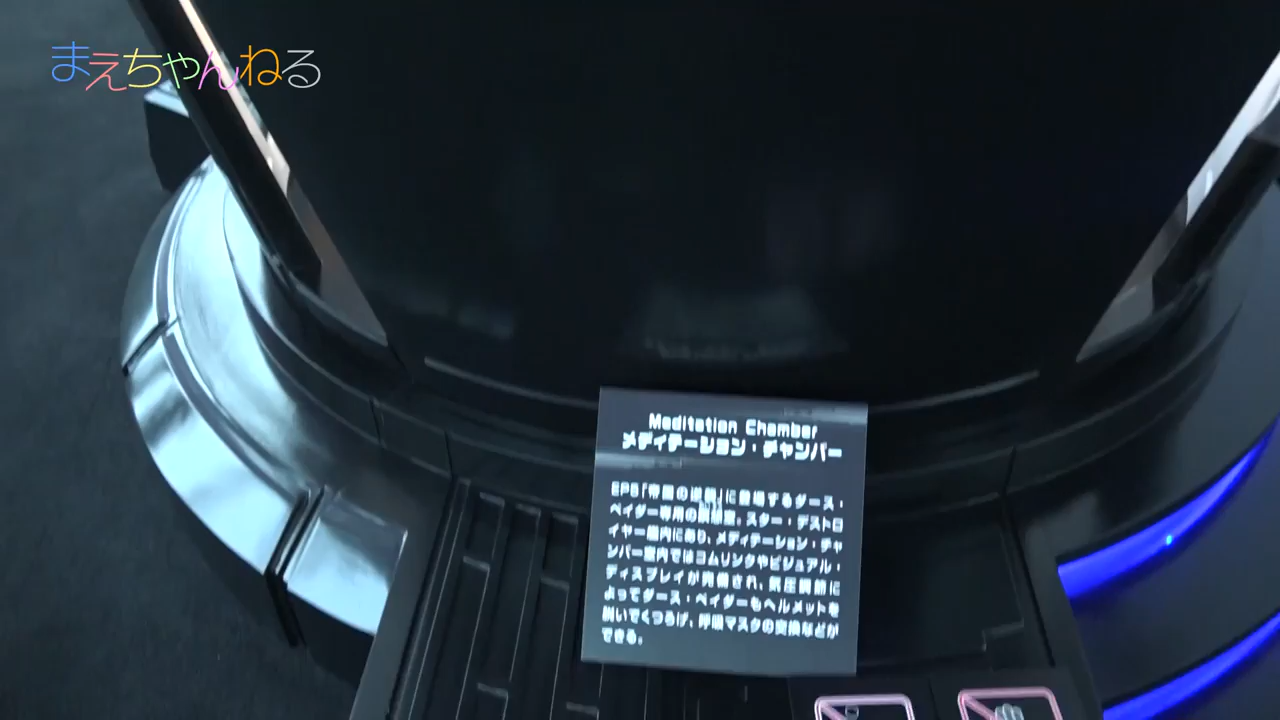 まえちゃんねる
Meditation Chamber
メディテーション・チャンバー
EP5「帝国の逆襲」に登場するダース・
ベイダー専用の瞑想室。スター・デストロ
イヤー艦内にあり、メディテーション・チャ
ンバー室内ではコムリンクやビジュアル・
ディスプレイが完備され、気圧調節に
よってダース・ベイダーもヘルメットを
脱いでくつろげ、呼吸マスクの交換などが
できる。